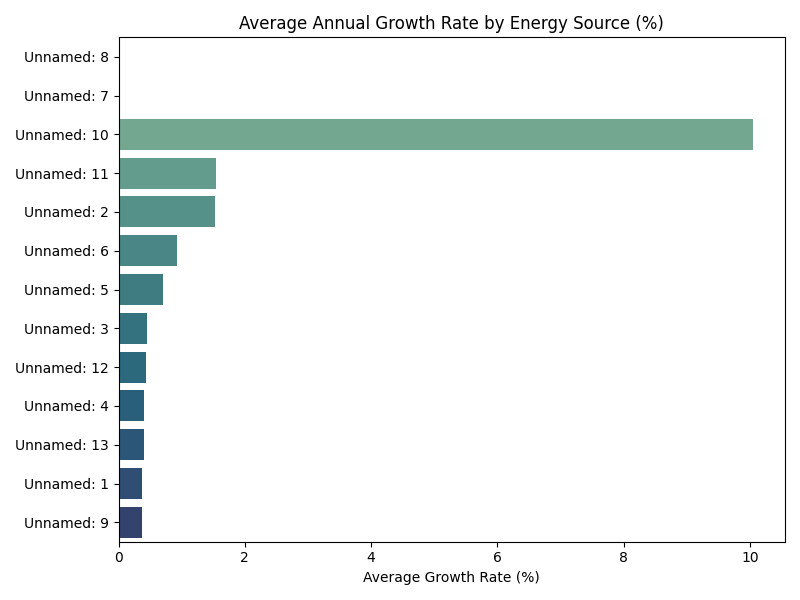 Average Annual Growth Rate by Energy Source (%)
Unnamed: 8
Unnamed: 7
Unnamed: 10
Unnamed: 11
Unnamed: 2
Unnamed: 6
Unnamed: 5
Unnamed: 3
Unnamed: 12
Unnamed: 4
Unnamed: 13
Unnamed: 1
Unnamed: 9
0 2 4 6 8 10
Average Growth Rate (%)